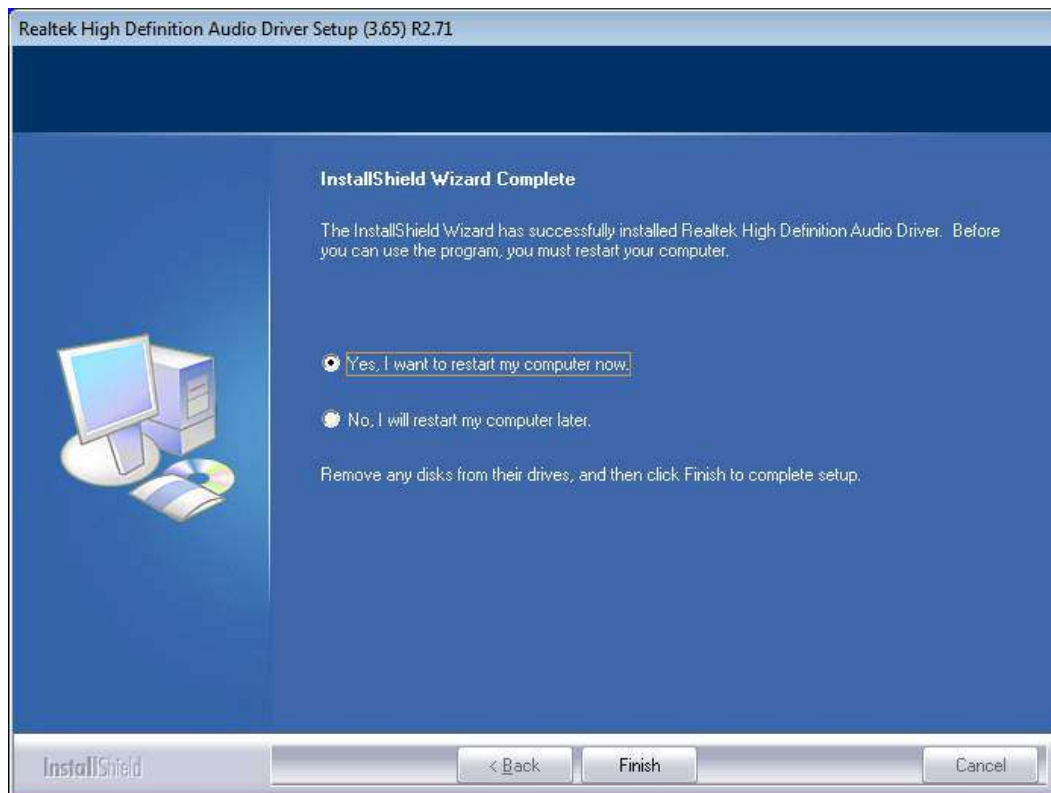 Realtek High Definition Audio Driver Setup (3.65) R2.71
InstallShield Wizard Complete
The InstallShield Wizard has successfully installed Realtek High Definition Audio Driver. Before
you can use the program, you must restart your computer.
Yes, I want to restart my computer now.
No, I will restart my computer later.
Remove any disks from their drives, and then click Finish to complete setup.
InstallShield
< Back
Finish
Cancel